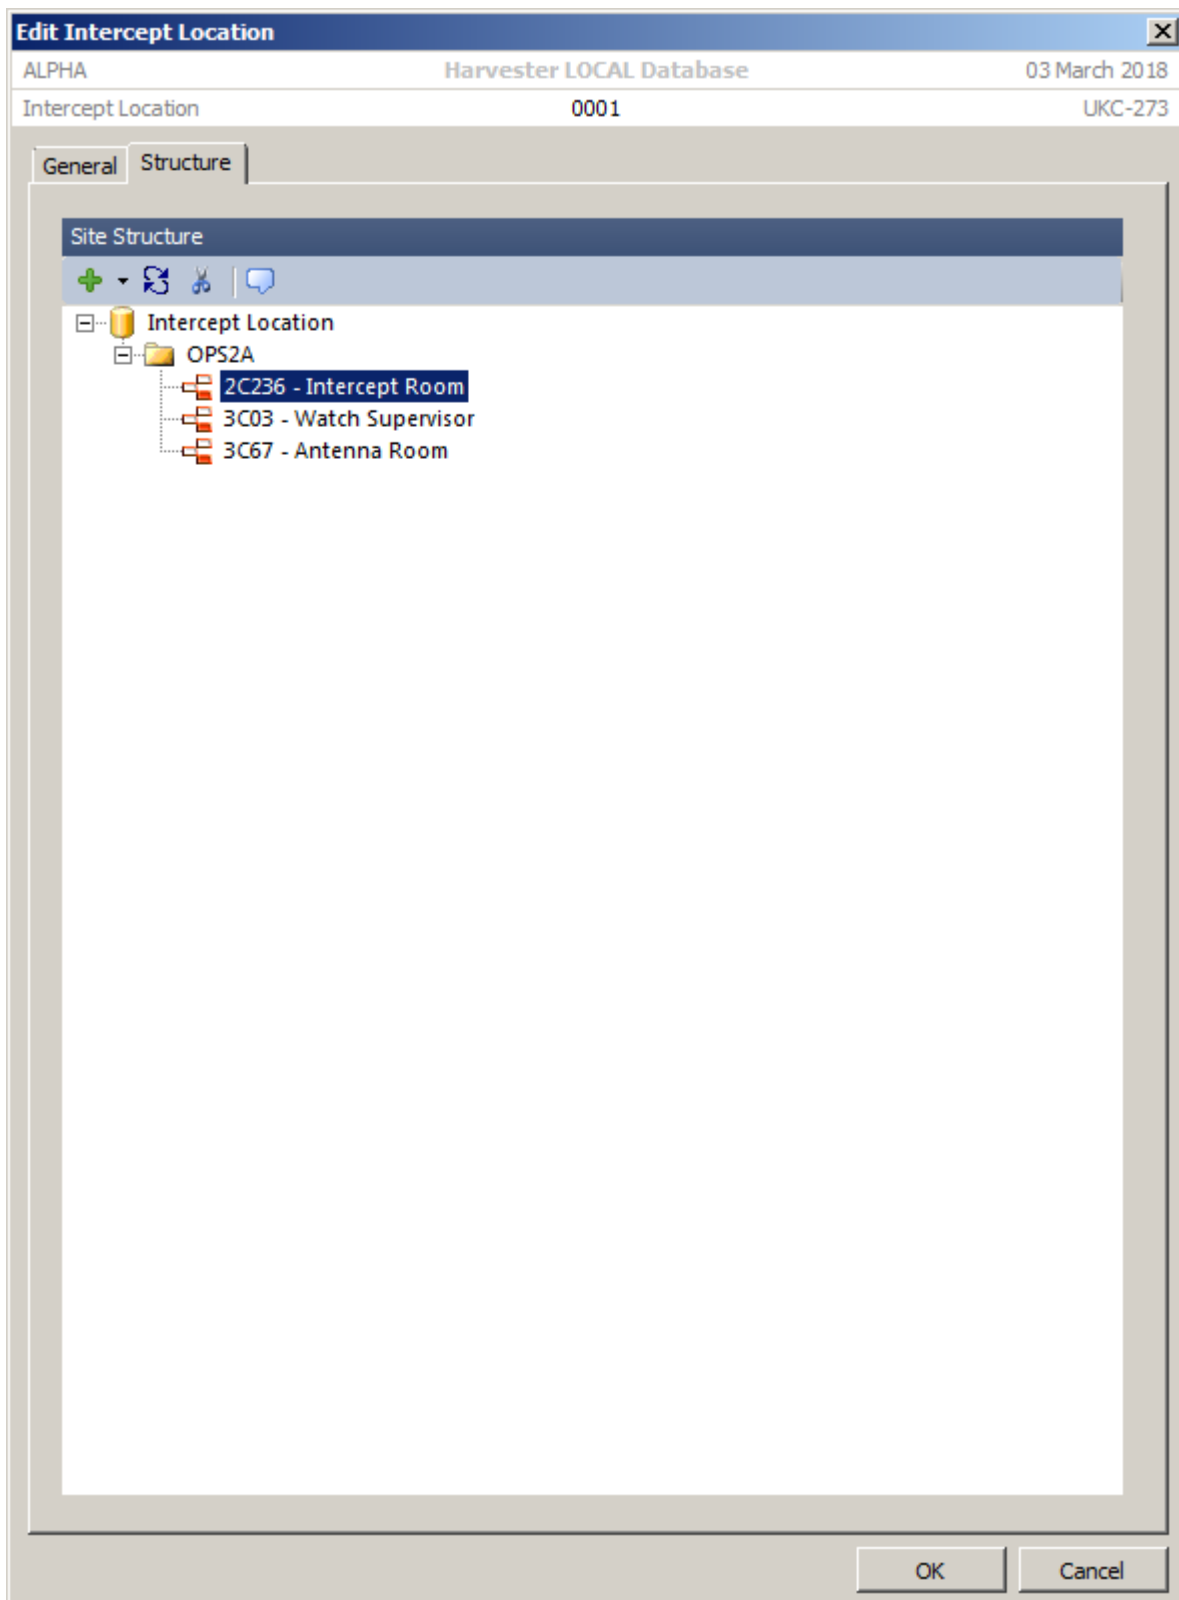 Edit Intercept Location
ALPHA Harvester LOCAL Database 03 March 2018
Intercept Location 0001 UKC-273
General Structure
Site Structure
Intercept Location
OPS2A
2C236 - Intercept Room
3C03 - Watch Supervisor
3C67 - Antenna Room
OK Cancel